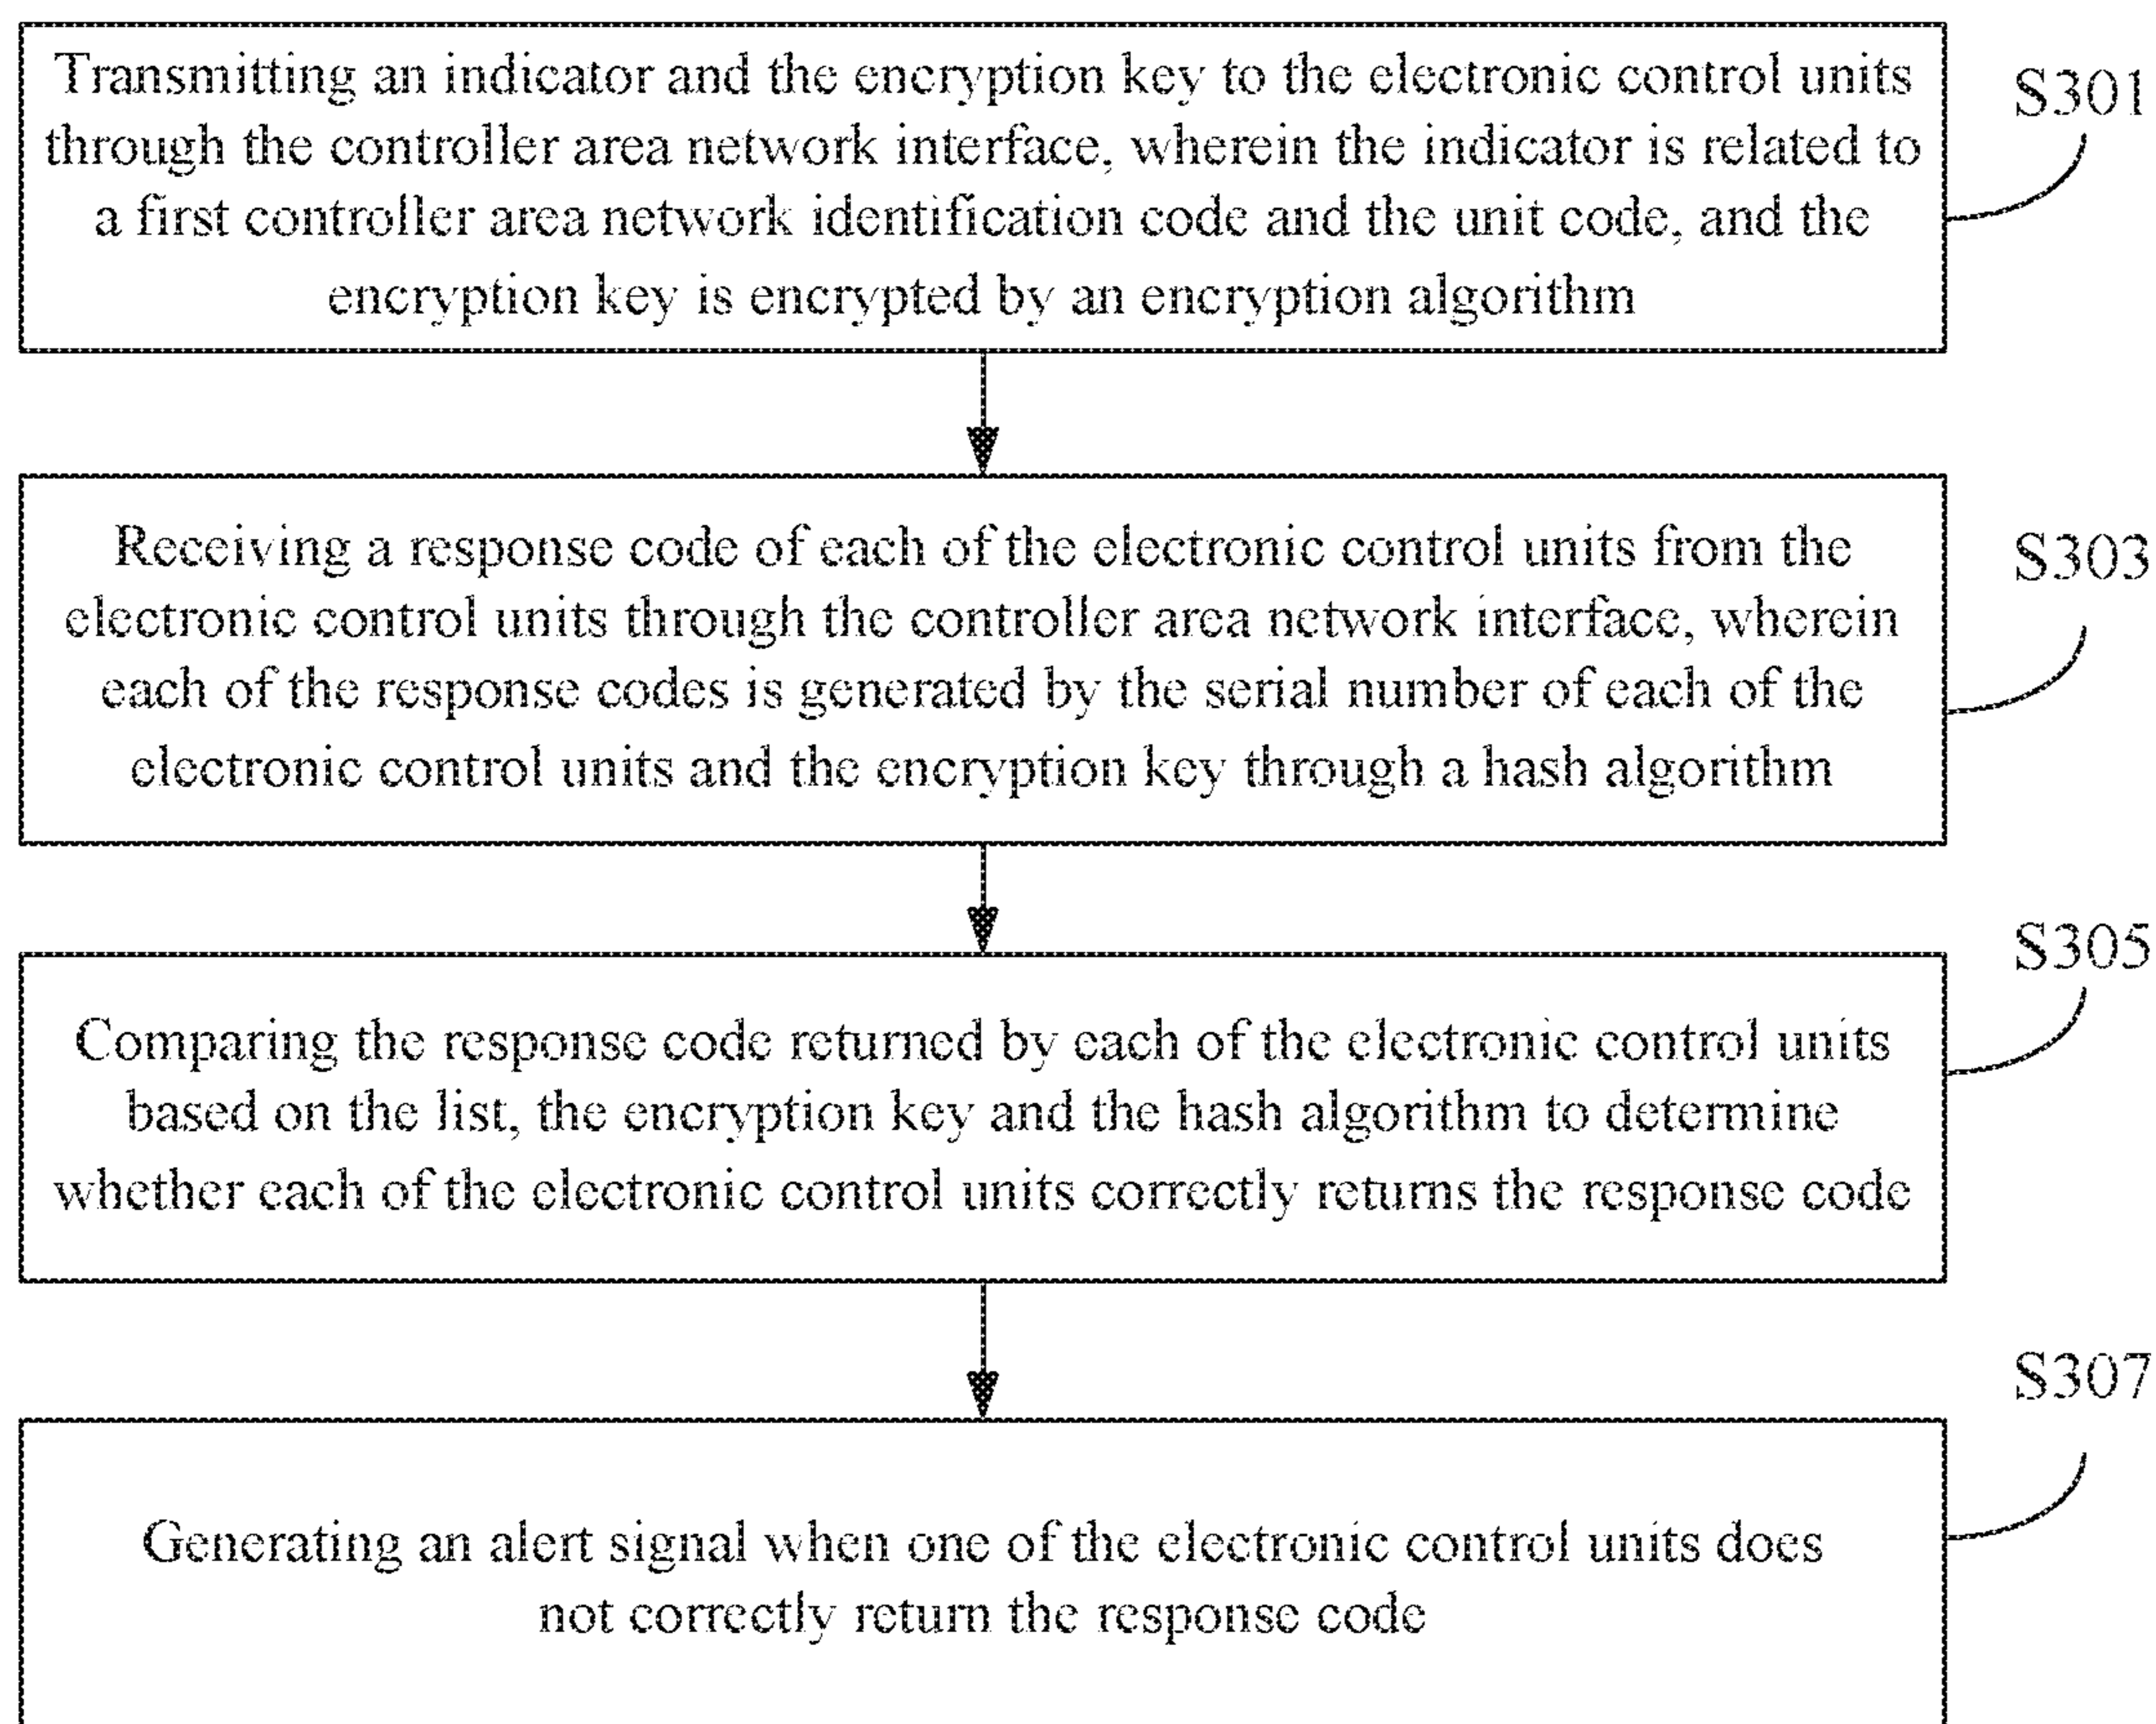 Transmitting an indicator and the encryption key to the electronic control units
through the controller area network interface, wherein the indicator is related to
a first controller area network identification code and the unit code, and the
encryption key is encrypted by an encryption algorithm
S301
Receiving a response code of each of the electronic control units from the
electronic control units through the controller area network interface, wherein
each of the response codes is generated by the serial number of each of the
electronic control units and the encryption key through a hash algorithm
S303
Comparing the response code returned by each of the electronic control units
based on the list, the encryption key and the hash algorithm to determine
whether each of the electronic control units correctly returns the response code
S305
Generating an alert signal when one of the electronic control units does
not correctly return the response code
S307